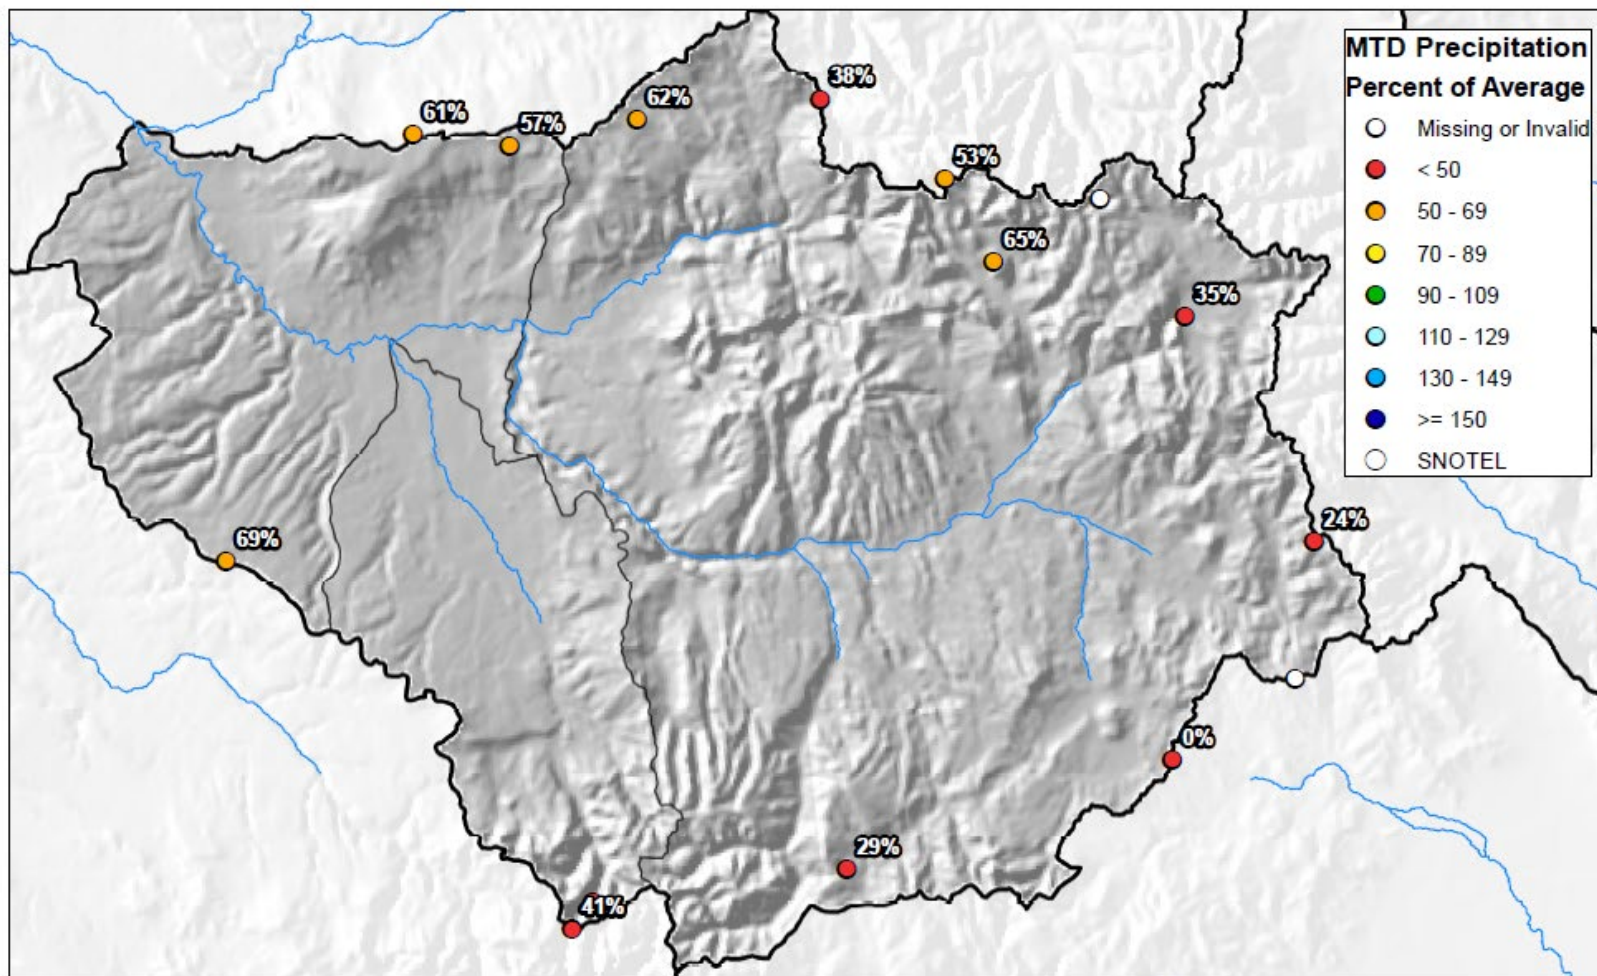 MTD Precipitation
Percent of Average
Missing or Invalid
< 50
50 - 69
70 - 89
90 - 109
110 - 129
130 - 149
>= 150
SNOTEL
38%
61%
62%
57%
53%
65%
35%
24%
69%
0%
29%
41%